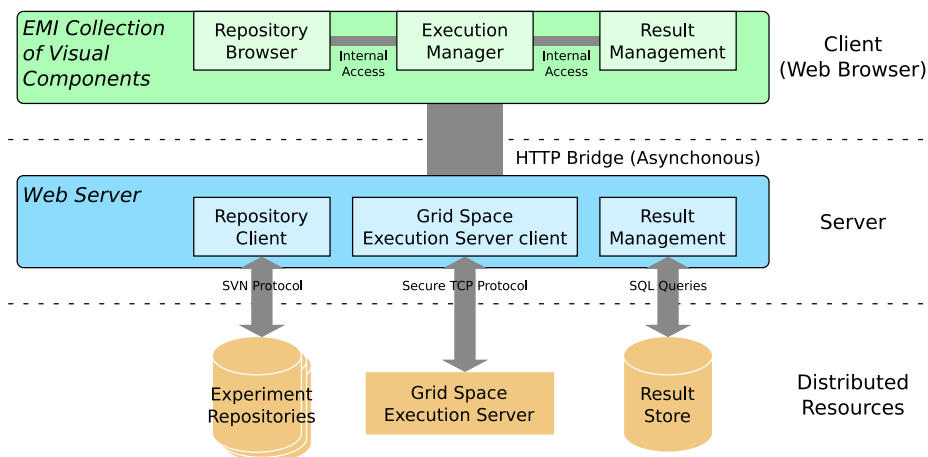 EMI Collection
of Visual
Components
Repository
Browser
Internal
Access
Execution
Manager
Internal
Access
Result
Management
Client
(Web Browser)
HTTP Bridge (Asynchonous)
Web Server
Repository
Client
Grid Space
Execution Server client
Result
Management
Server
SVN Protocol
Secure TCP Protocol
SQL Queries
Experiment
Repositories
Grid Space
Execution Server
Result
Store
Distributed
Resources